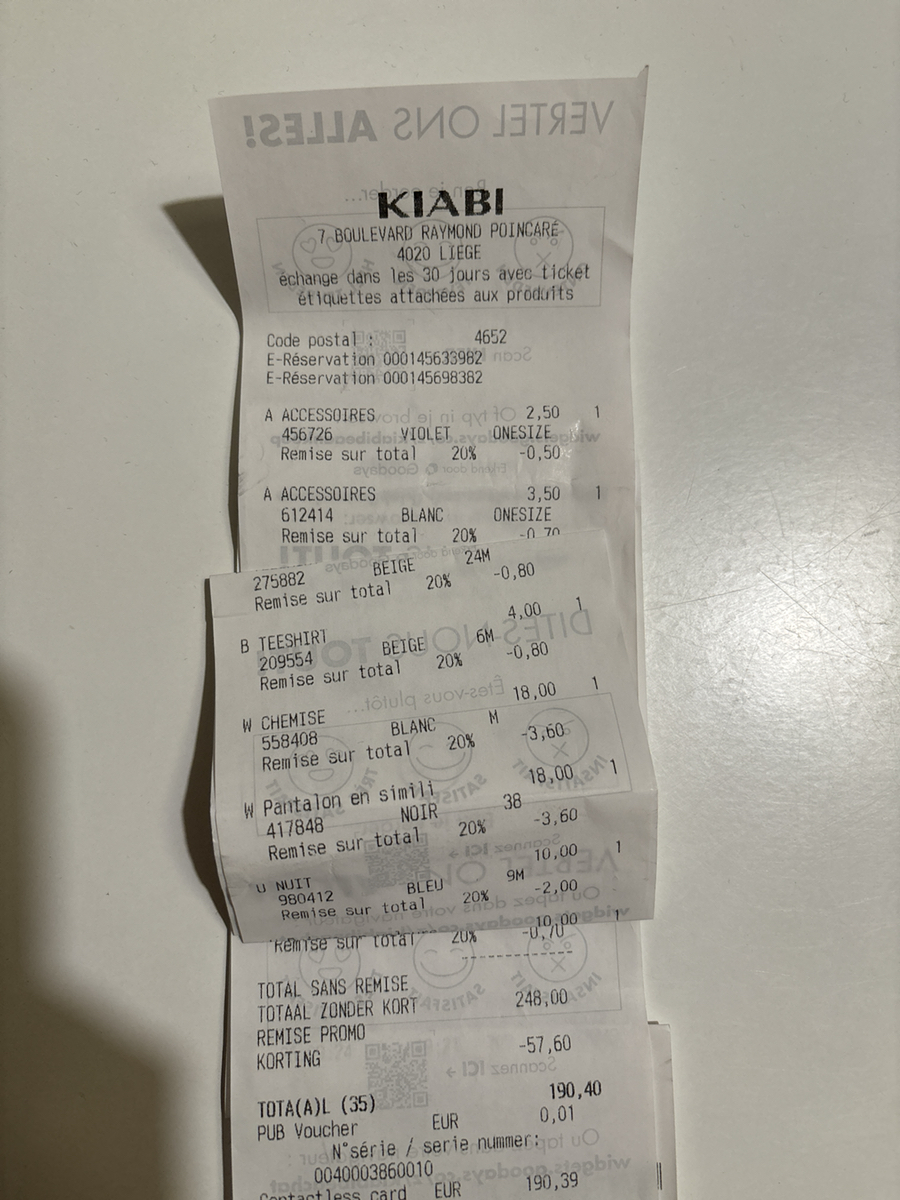 VERTEL ONS ALLES!
KIABI
7 BOULEVARD RAYMOND POINCARÉ
4020 LIEGE
échange dans les 30 jours avec ticket
étiquettes attachées aux produits
Code postal : 4652
E-Réservation 000145633982
E-Réservation 000145698382
A ACCESSOIRES 2,50 1
456726 VIOLET ONESIZE
Remise sur total 20% -0,50
A ACCESSOIRES 3,50 1
612414 BLANC ONESIZE
Remise sur total 20% -0,70
275882 BEIGE 24M
Remise sur total 20% -0,80
B TEESHIRT 4,00 1
209554 BEIGE 6M
Remise sur total 20% -0,80
W CHEMISE 18,00 1
558408 BLANC M
Remise sur total 20% -3,60
W Pantalon en simili 18,00 1
417848 NOIR 38
Remise sur total 20% -3,60
U NUIT 10,00 1
980412 BLEU 9M
Remise sur total 20% -2,00
10,00 1
Remise sur total 20% -0,70
TOTAL SANS REMISE
TOTAAL ZONDER KORT 248,00
REMISE PROMO
KORTING -57,60
TOTA(A)L (35) 190,40
PUB Voucher EUR 0,01
N°série / serie nummer:
0040003860010
Contactless card EUR 190,39